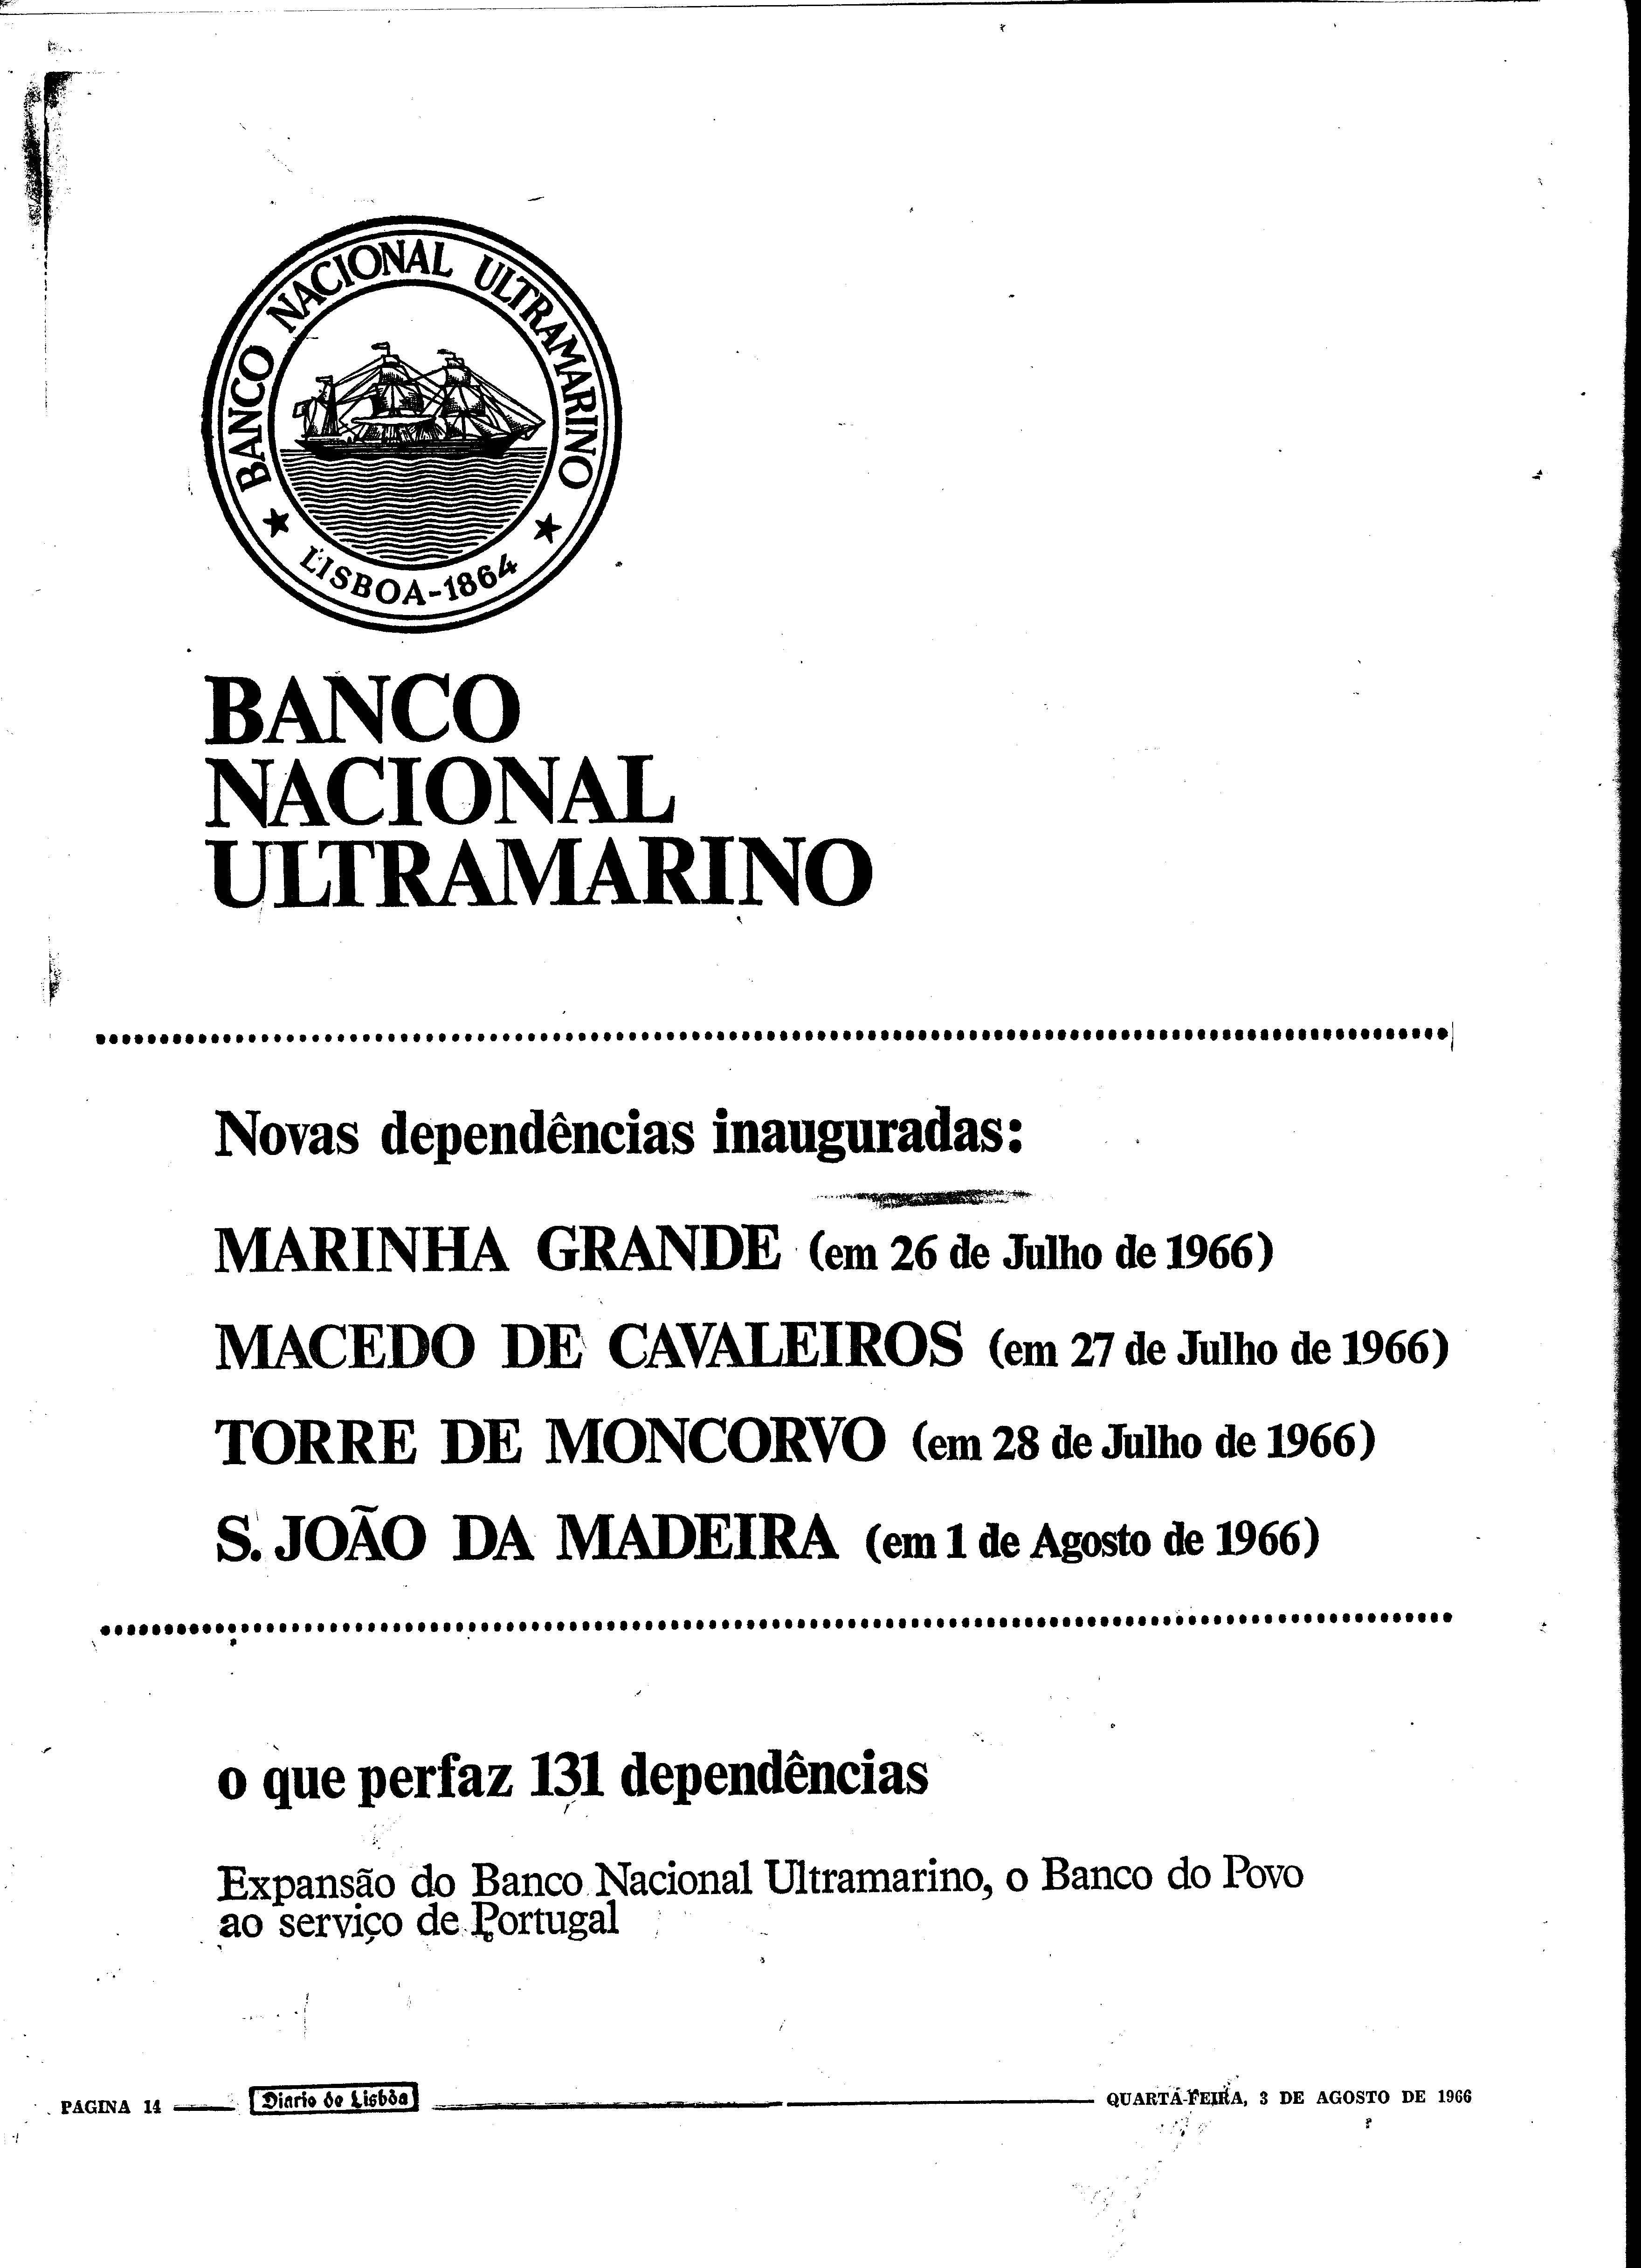 BANCO NACIONAL ULTRAMARINO
LISBOA-1864
BANCO
NACIONAL
ULTRAMARINO
Novas dependências inauguradas:
MARINHA GRANDE (em 26 de Julho de 1966)
MACEDO DE CAVALEIROS (em 27 de Julho de 1966)
TORRE DE MONCORVO (em 28 de Julho de 1966)
S. JOÃO DA MADEIRA (em 1 de Agosto de 1966)
o que perfaz 131 dependências
Expansão do Banco Nacional Ultramarino, o Banco do Povo
ao serviço de Portugal
PAGINA 14 Diario de Lisbôa QUARTA-FEIRA, 3 DE AGOSTO DE 1966